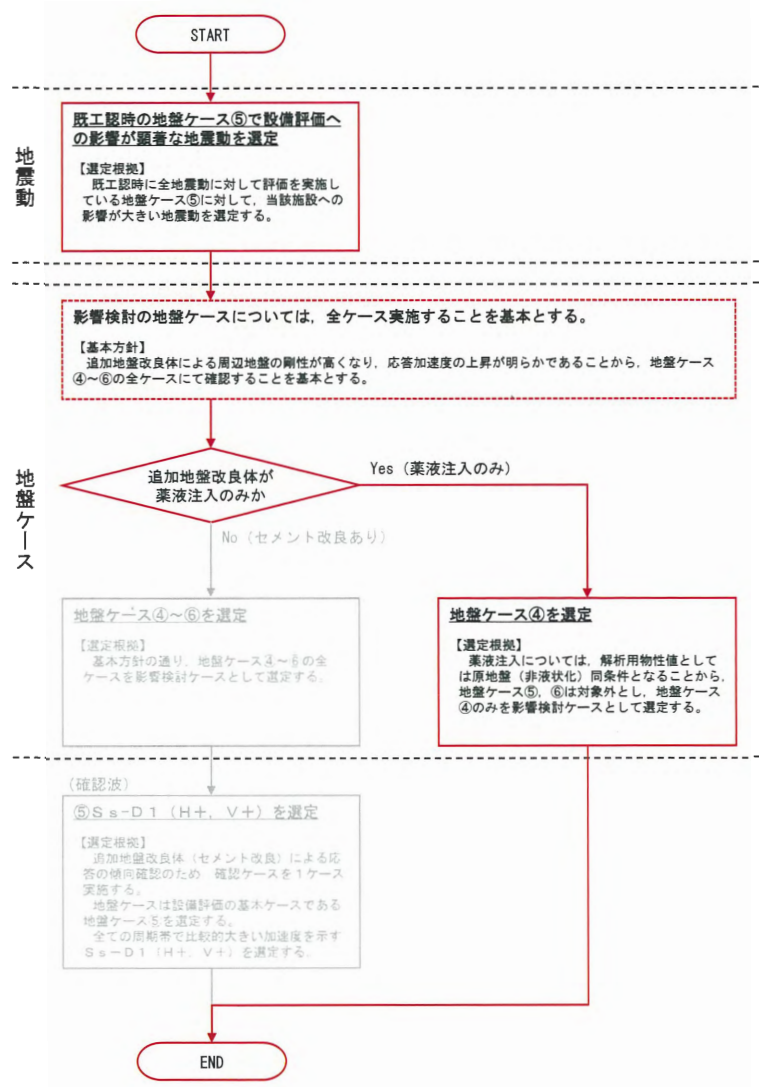 START
地震動
既工認時の地盤ケース⑤で設備評価へ
の影響が顕著な地震動を選定
【選定根拠】
既工認時に全地震動に対して評価を実施し
ている地盤ケース⑤に対して，当該施設への
影響が大きい地震動を選定する。
影響検討の地盤ケースについては，全ケース実施することを基本とする。
【基本方針】
追加地盤改良体による周辺地盤の剛性が高くなり，応答加速度の上昇が明らかであることから，地盤ケース
④～⑥の全ケースにて確認することを基本とする。
地盤ケース
追加地盤改良体が
薬液注入のみか
Yes（薬液注入のみ）
No（セメント改良あり）
地盤ケース④～⑥を選定
【選定根拠】
基本方針の通り，地盤ケース④～⑥の全
ケースを影響検討ケースとして選定する。
地盤ケース④を選定
【選定根拠】
薬液注入については，解析用物性値として
は原地盤（非液状化）同条件となることから，
地盤ケース⑤，⑥は対象外とし，地盤ケース
④のみを影響検討ケースとして選定する。
（確認波）
⑤Ｓｓ－Ｄ１（Ｈ＋，Ｖ＋）を選定
【選定根拠】
追加地盤改良体（セメント改良）による応
答の傾向確認のため　確認ケースを１ケース
実施する。
地盤ケースは設備評価の基本ケースである
地盤ケース⑤を選定する。
全ての周期帯で比較的大きい加速度を示す
Ｓｓ－Ｄ１（Ｈ＋，Ｖ＋）を選定する。
END